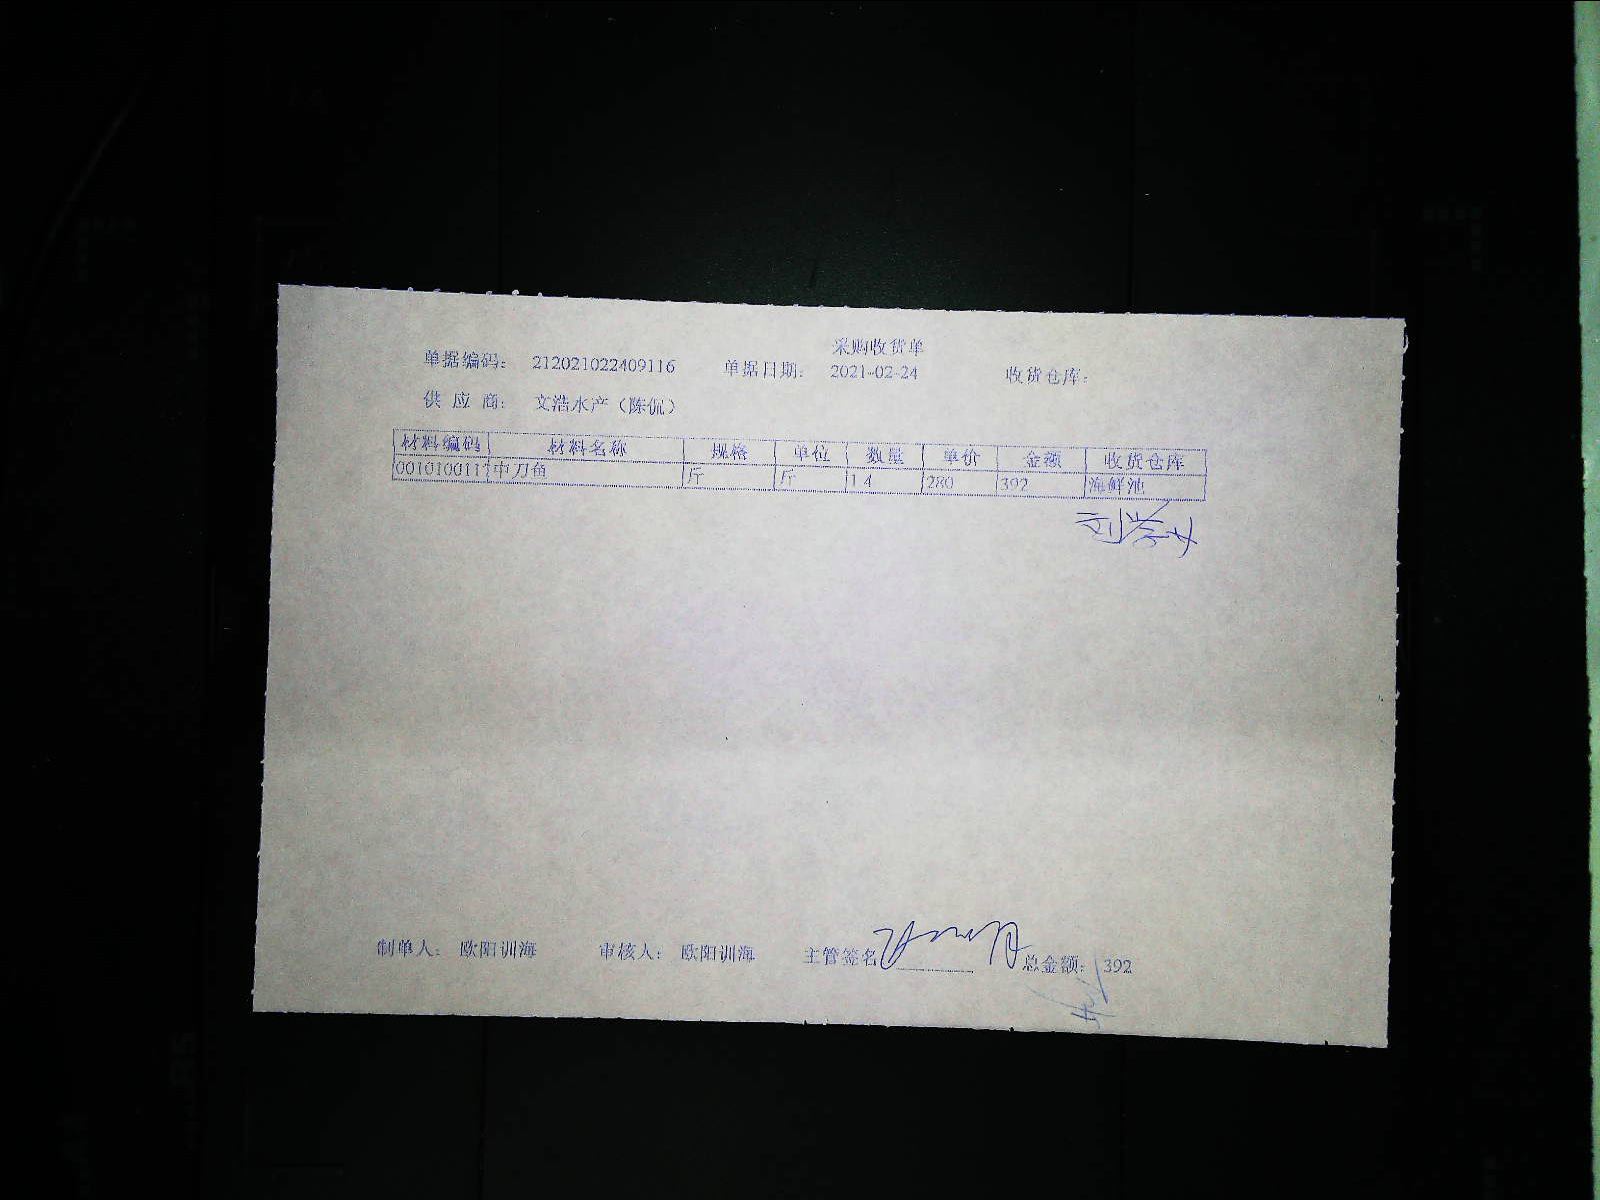 采购收货单
单据编码： 212021022409116 单据日期： 2021-02-24 收货仓库：
供 应 商： 文浩水产（陈侃）
材料编码 材料名称 规格 单位 数量 单价 金额 收货仓库
0010100117 中刀鱼 斤 斤 1.4 280 392 海鲜池
制单人： 欧阳训海 审核人： 欧阳训海 主管签名 总金额： 392